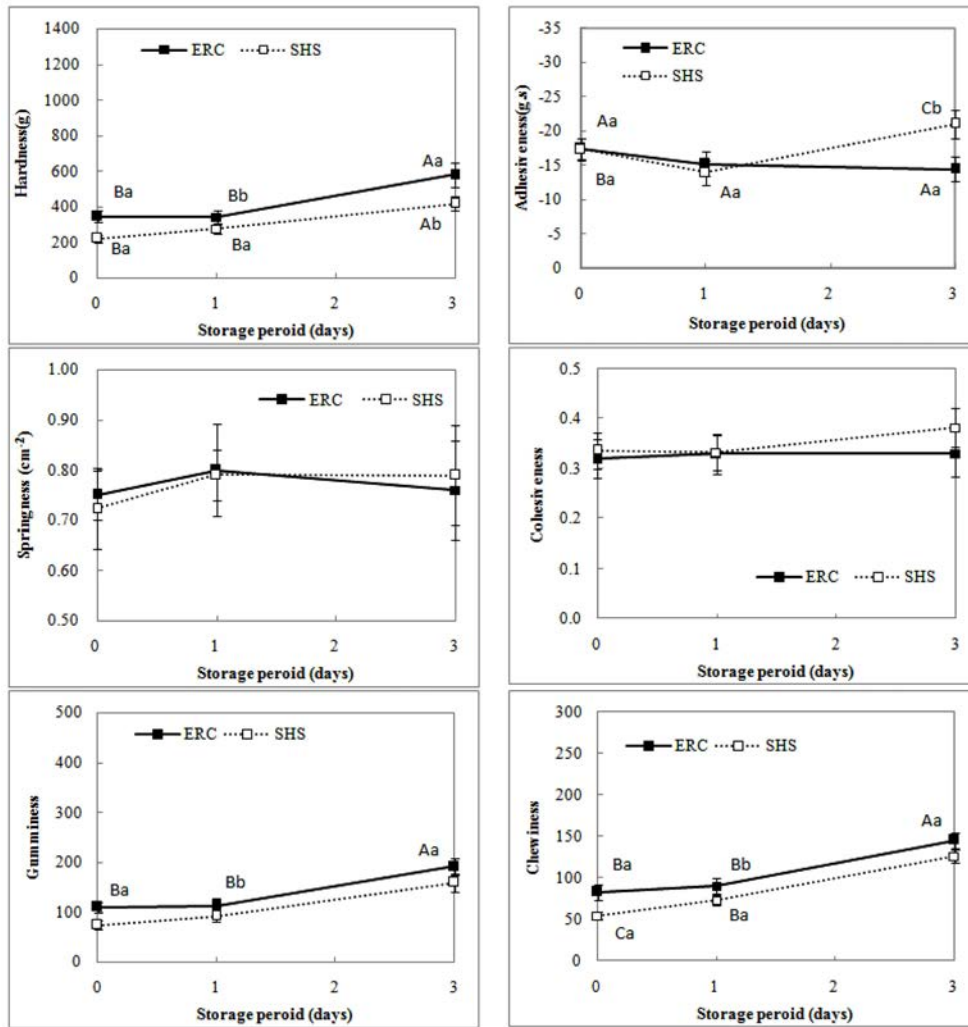 1400
1200
1000
800
600
400
200
0
Hardness(g)
ERC SHS
Ba Bb Aa
Ba Ba Ab
0 1 2 3
Storage peroid (days)
-35
-30
-25
-20
-15
-10
-5
0
Adhesiveness(g.s)
ERC
SHS
Aa Cb
Ba Aa Aa
0 1 2 3
Storage peroid (days)
1.00
0.90
0.80
0.70
0.60
0.50
Springness (cm-2)
ERC SHS
0 1 2 3
Storage peroid (days)
0.5
0.4
0.3
0.2
0.1
0.0
Cohesiveness
ERC SHS
0 1 2 3
Storage peroid (days)
500
400
300
200
100
0
Gumminess
ERC SHS
Ba Bb Aa
0 1 2 3
Storage peroid (days)
300
250
200
150
100
50
0
Chewiness
ERC SHS
Ba Bb Aa
Ca Ba
0 1 2 3
Storage peroid (days)